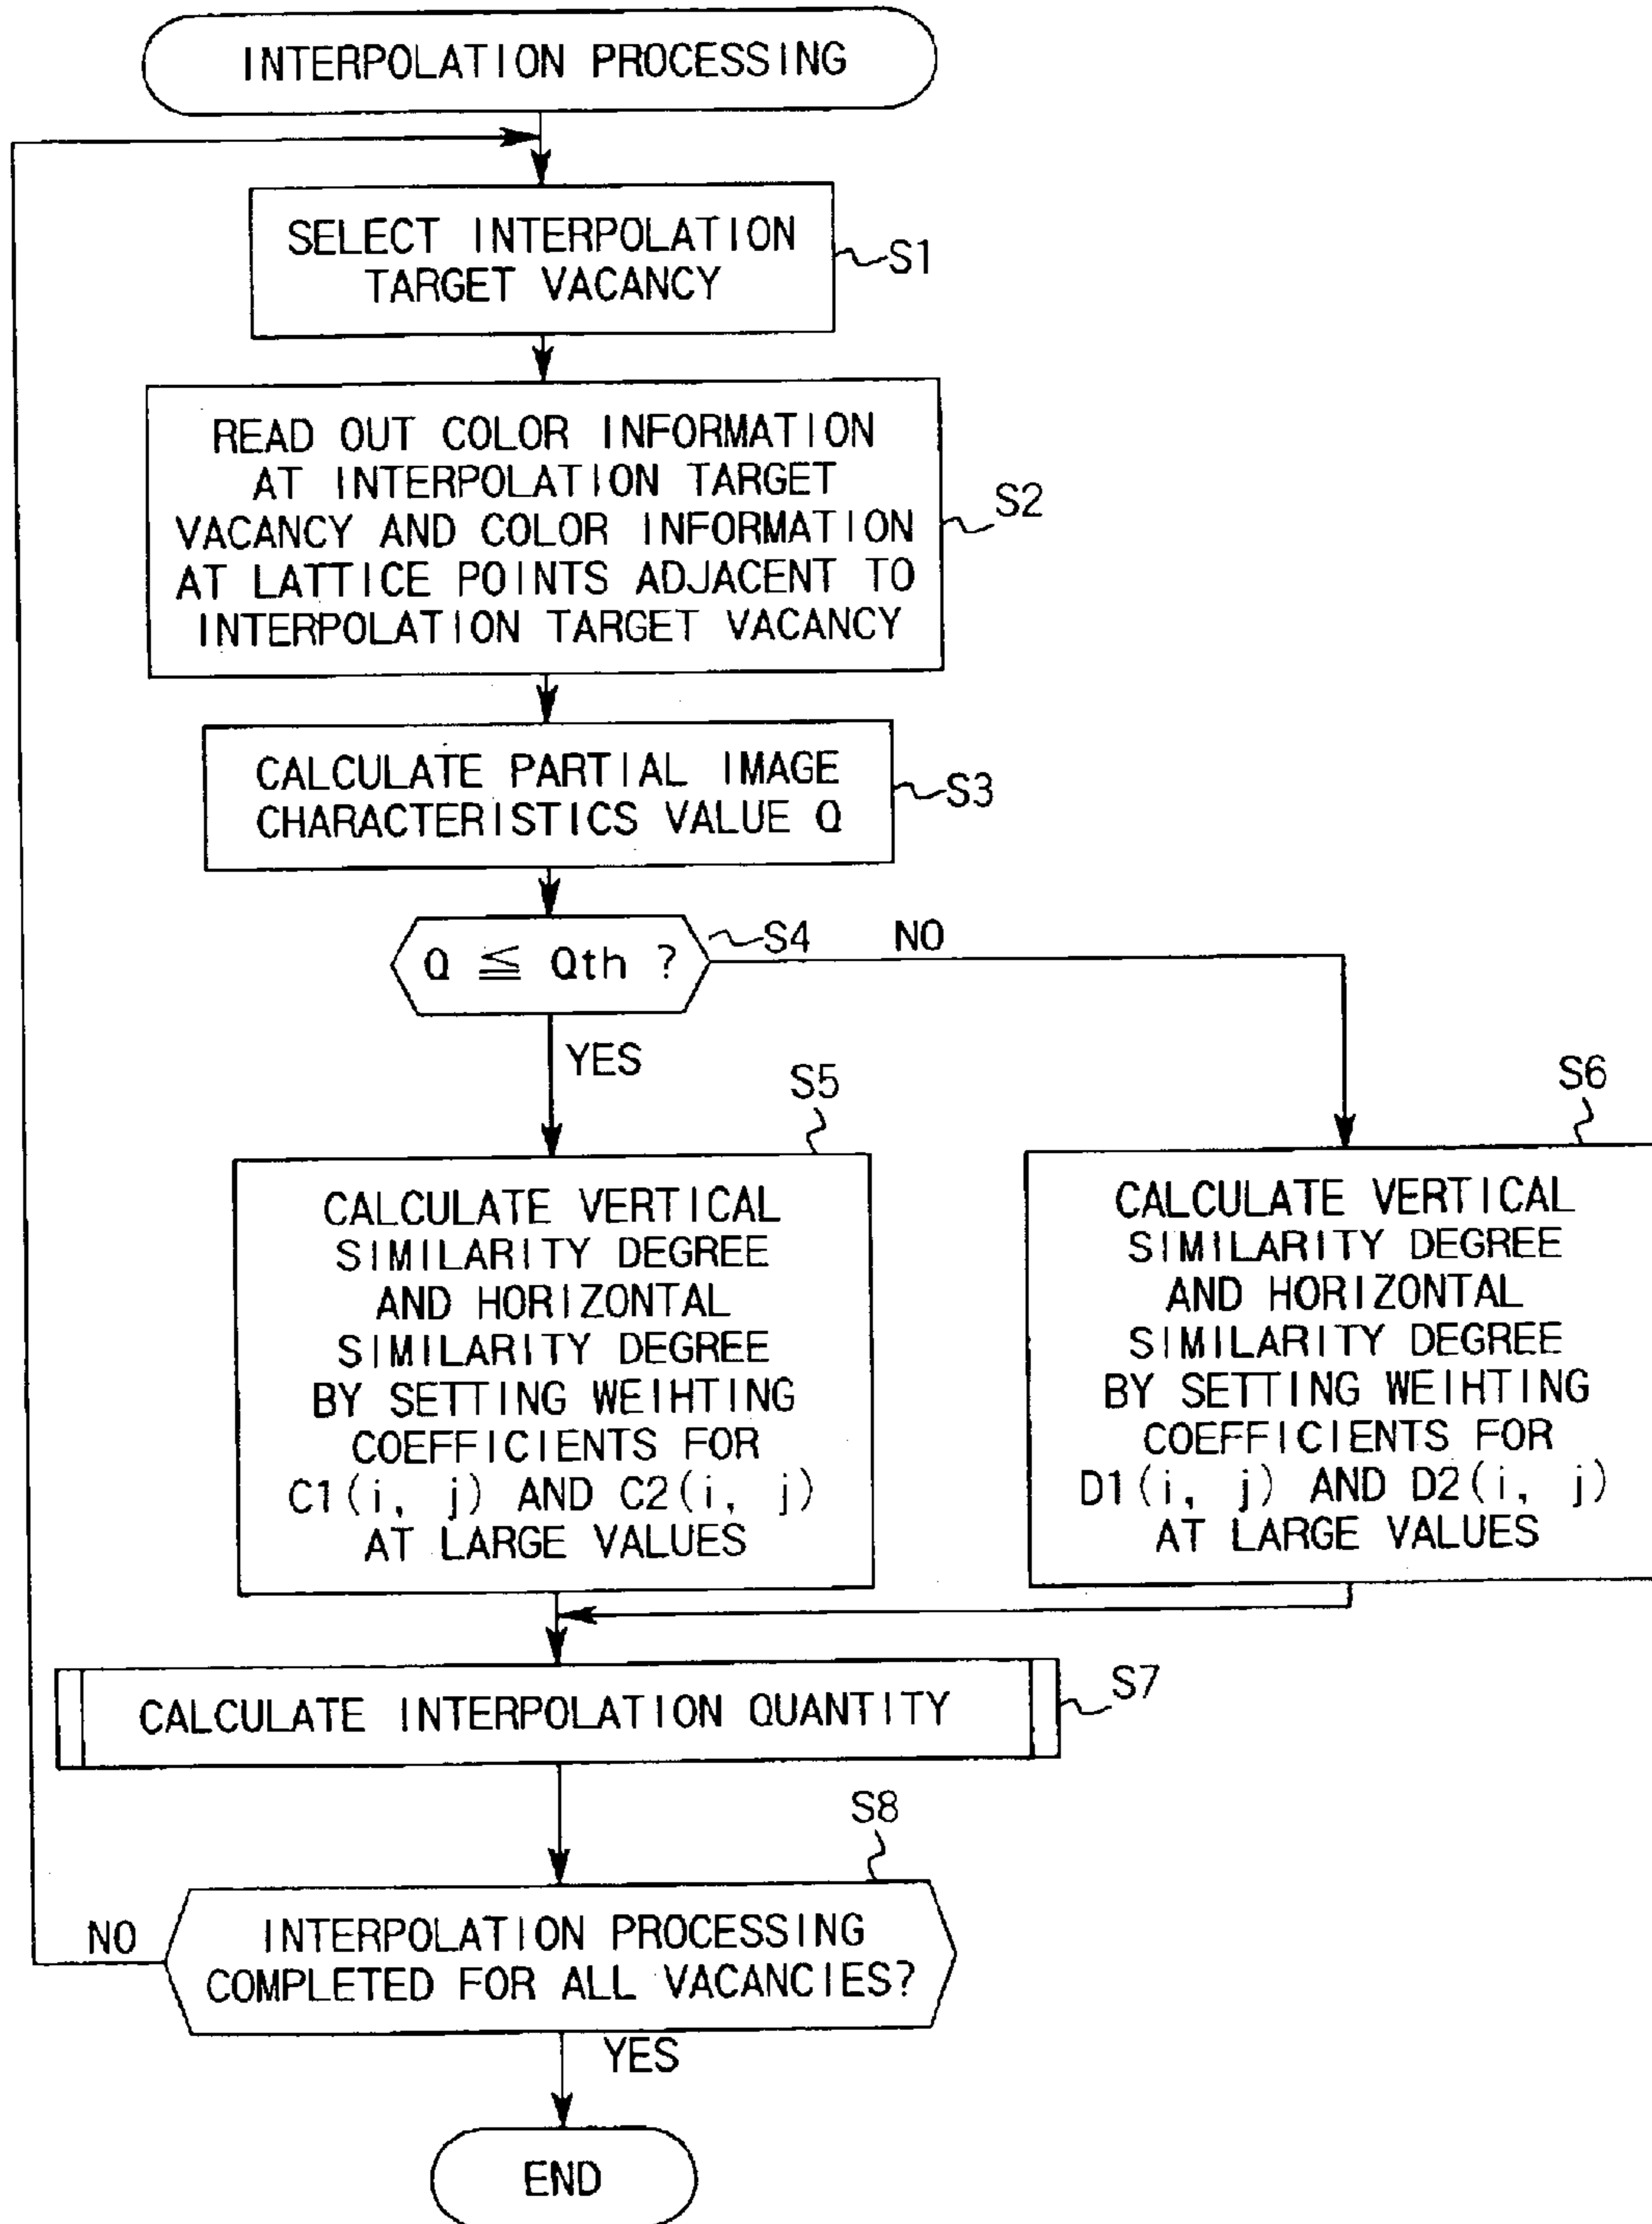 INTERPOLATION PROCESSING
SELECT INTERPOLATION
TARGET VACANCY
S1
READ OUT COLOR INFORMATION
AT INTERPOLATION TARGET
VACANCY AND COLOR INFORMATION
AT LATTICE POINTS ADJACENT TO
INTERPOLATION TARGET VACANCY
S2
CALCULATE PARTIAL IMAGE
CHARACTERISTICS VALUE Q
S3
Q ≦ Qth ?
S4
NO
YES
S5
CALCULATE VERTICAL
SIMILARITY DEGREE
AND HORIZONTAL
SIMILARITY DEGREE
BY SETTING WEIHTING
COEFFICIENTS FOR
C1(i, j) AND C2(i, j)
AT LARGE VALUES
S6
CALCULATE VERTICAL
SIMILARITY DEGREE
AND HORIZONTAL
SIMILARITY DEGREE
BY SETTING WEIHTING
COEFFICIENTS FOR
D1(i, j) AND D2(i, j)
AT LARGE VALUES
CALCULATE INTERPOLATION QUANTITY
S7
S8
INTERPOLATION PROCESSING
COMPLETED FOR ALL VACANCIES?
NO
YES
END